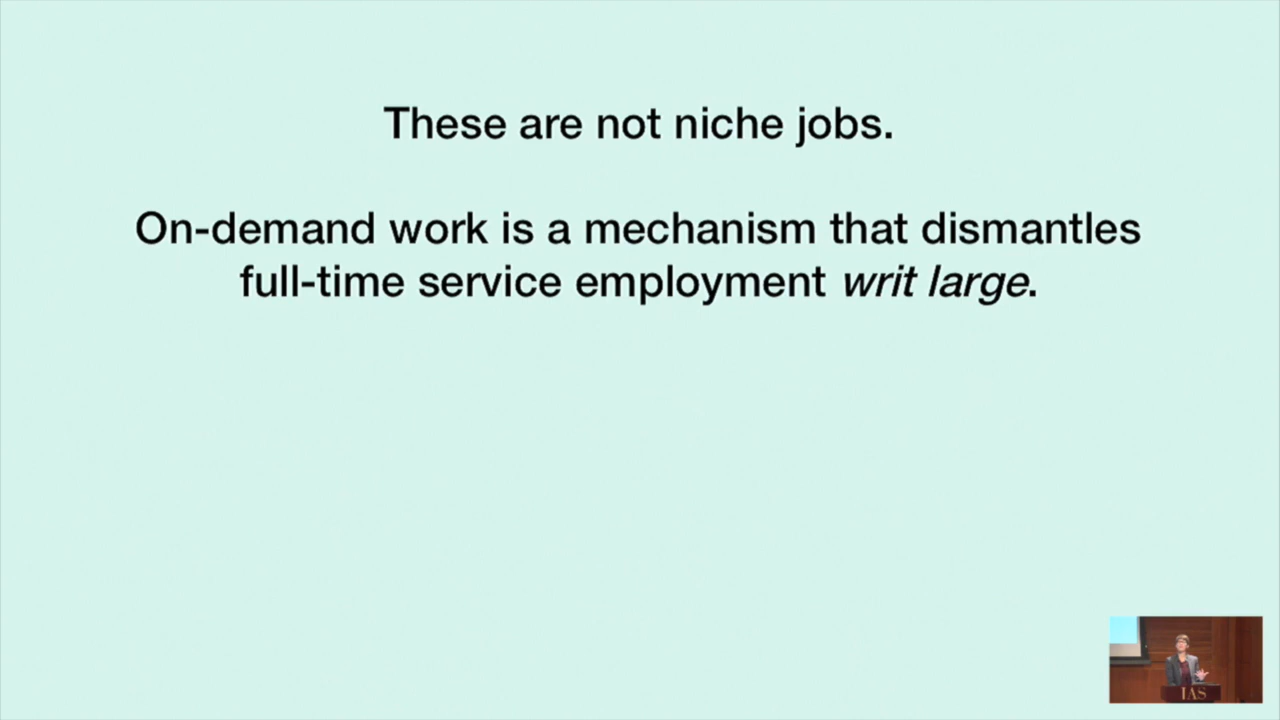 These are not niche jobs.
On-demand work is a mechanism that dismantles
full-time service employment writ large.
IAS